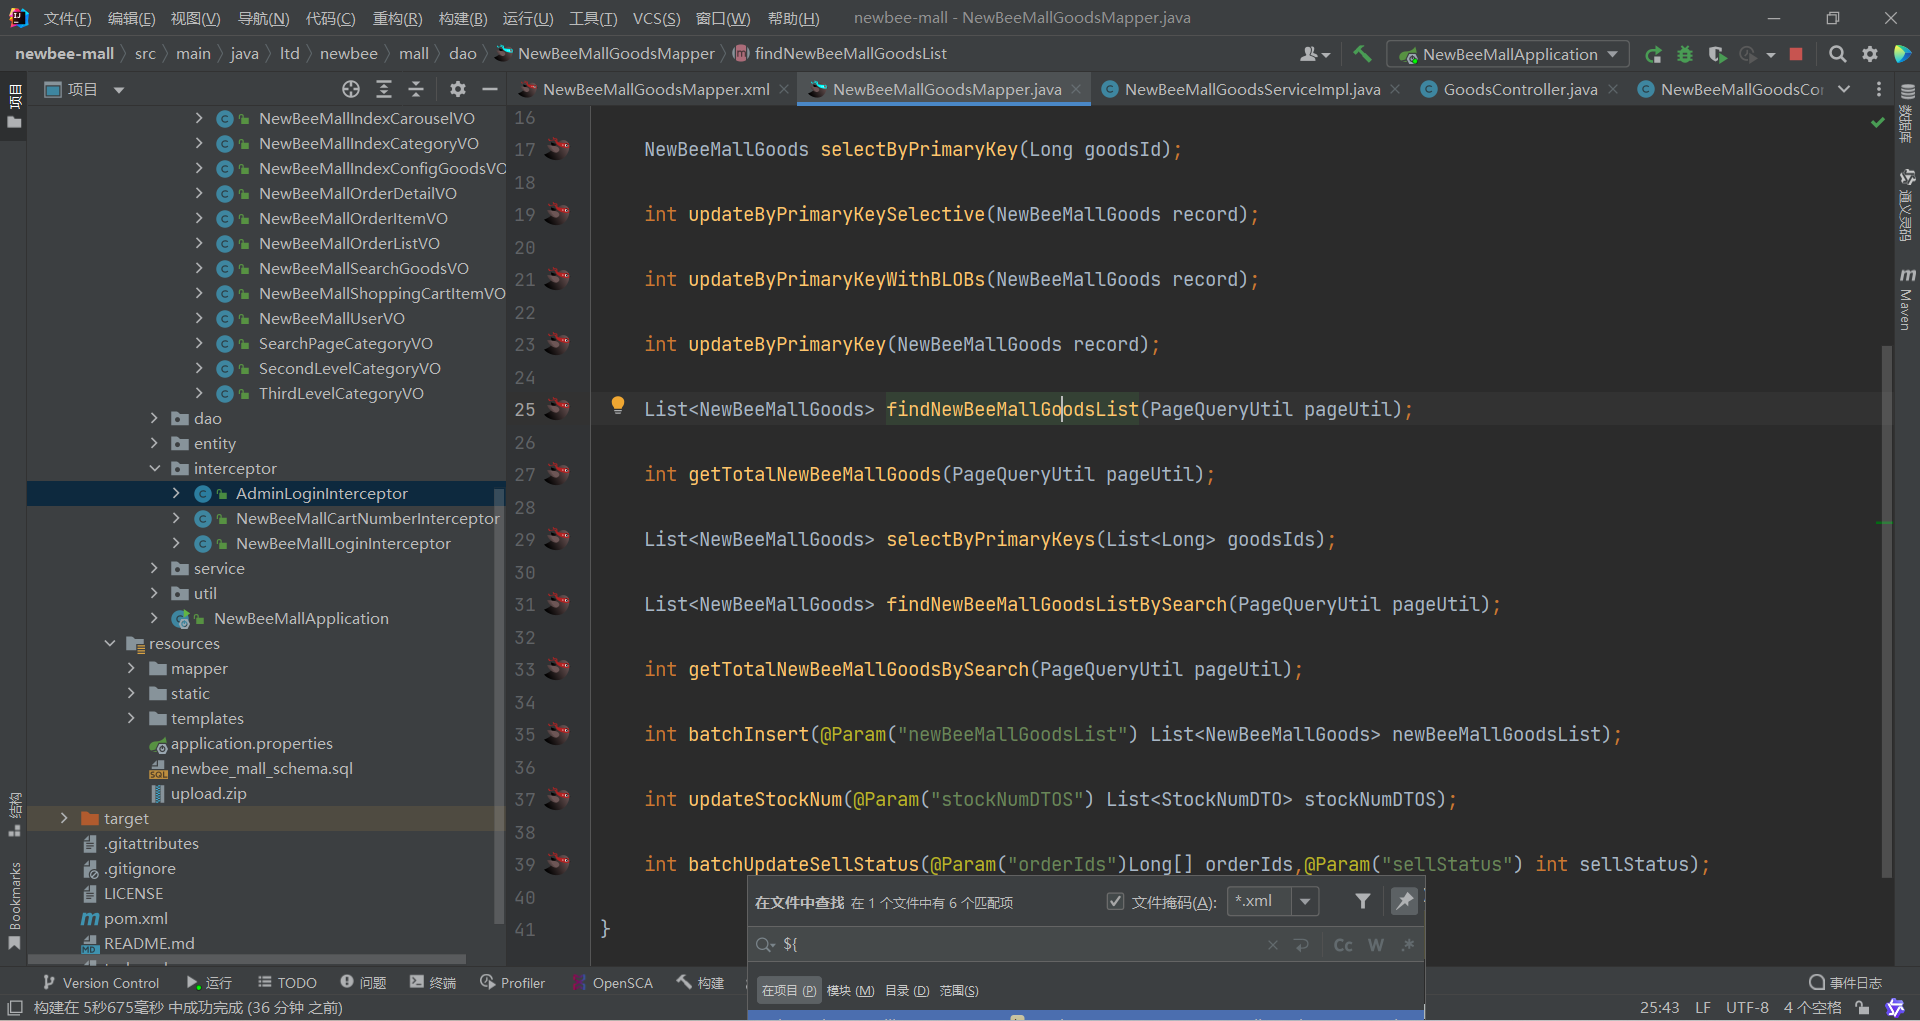 文件(F) 编辑(E) 视图(V) 导航(N) 代码(C) 重构(R) 构建(B) 运行(U) 工具(T) VCS(S) 窗口(W) 帮助(H) newbee-mall - NewBeeMallGoodsMapper.java
newbee-mall src main java ltd newbee mall dao NewBeeMallGoodsMapper findNewBeeMallGoodsList NewBeeMallApplication
项目
NewBeeMallGoodsMapper.xml NewBeeMallGoodsMapper.java NewBeeMallGoodsServiceImpl.java GoodsController.java NewBeeMallGoodsCo
项目
NewBeeMallIndexCarouselVO
NewBeeMallIndexCategoryVO
NewBeeMallIndexConfigGoodsVO
NewBeeMallOrderDetailVO
NewBeeMallOrderItemVO
NewBeeMallOrderListVO
NewBeeMallSearchGoodsVO
NewBeeMallShoppingCartItemVO
NewBeeMallUserVO
SearchPageCategoryVO
SecondLevelCategoryVO
ThirdLevelCategoryVO
dao
entity
interceptor
AdminLoginInterceptor
NewBeeMallCartNumberInterceptor
NewBeeMallLoginInterceptor
service
util
NewBeeMallApplication
resources
mapper
static
templates
application.properties
newbee_mall_schema.sql
upload.zip
target
.gitattributes
.gitignore
LICENSE
pom.xml
README.md
结构
Bookmarks
16
17 NewBeeMallGoods selectByPrimaryKey(Long goodsId);
18
19 int updateByPrimaryKeySelective(NewBeeMallGoods record);
20
21 int updateByPrimaryKeyWithBLOBs(NewBeeMallGoods record);
22
23 int updateByPrimaryKey(NewBeeMallGoods record);
24
25 List<NewBeeMallGoods> findNewBeeMallGoodsList(PageQueryUtil pageUtil);
26
27 int getTotalNewBeeMallGoods(PageQueryUtil pageUtil);
28
29 List<NewBeeMallGoods> selectByPrimaryKeys(List<Long> goodsIds);
30
31 List<NewBeeMallGoods> findNewBeeMallGoodsListBySearch(PageQueryUtil pageUtil);
32
33 int getTotalNewBeeMallGoodsBySearch(PageQueryUtil pageUtil);
34
35 int batchInsert(@Param("newBeeMallGoodsList") List<NewBeeMallGoods> newBeeMallGoodsList);
36
37 int updateStockNum(@Param("stockNumDTOS") List<StockNumDTO> stockNumDTOS);
38
39 int batchUpdateSellStatus(@Param("orderIds")Long[] orderIds,@Param("sellStatus") int sellStatus);
40
41 }
数据库
通义灵码
Maven
在文件中查找 在 1 个文件中有 6 个匹配项 文件掩码(A): *.xml
${ Cc W .*
在项目 (P) 模块 (M) 目录 (D) 范围(S)
Version Control 运行 TODO 问题 终端 Profiler OpenSCA 构建 事件日志
构建在 5秒675毫秒 中成功完成 (36 分钟 之前) 25:43 LF UTF-8 4 个空格